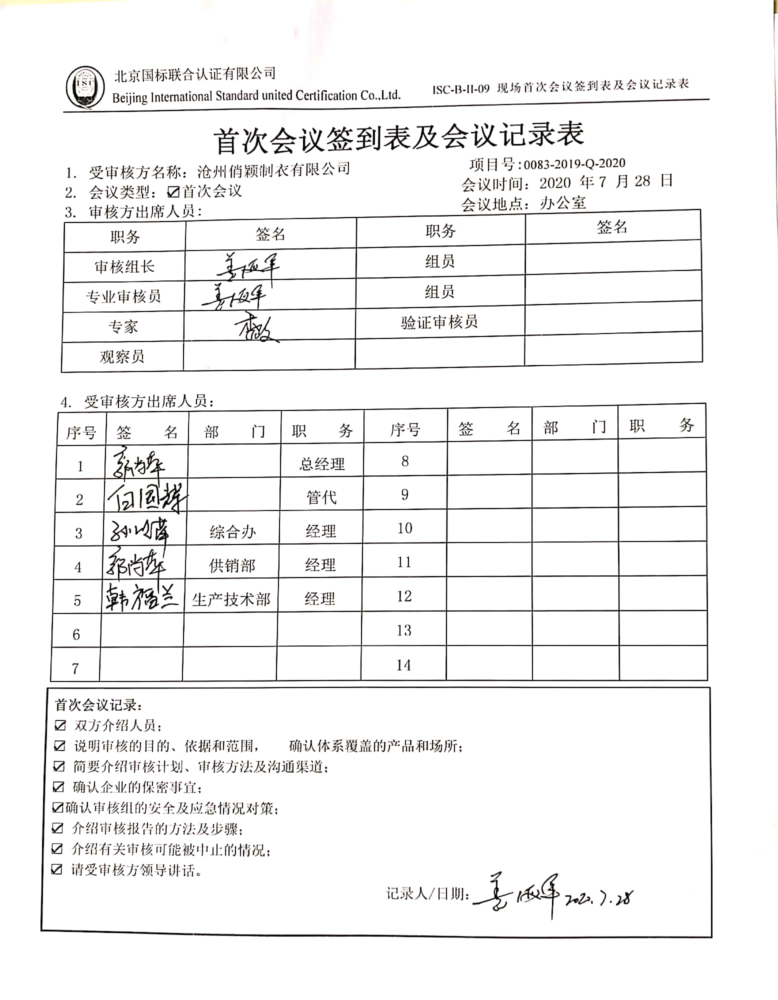 ISC
北京国标联合认证有限公司
Beijing International Standard united Certification Co.,Ltd.
ISC-B-II-09 现场首次会议签到表及会议记录表
首次会议签到表及会议记录表
1. 受审核方名称：沧州俏颖制衣有限公司 项目号:0083-2019-Q-2020
2. 会议类型：☑首次会议 会议时间：2020 年 7 月 28 日
3. 审核方出席人员： 会议地点：办公室
职务 签名 职务 签名
审核组长 组员
专业审核员 组员
专家 验证审核员
观察员
4. 受审核方出席人员：
序号 签 名 部 门 职 务 序号 签 名 部 门 职 务
1 总经理 8
2 白国辉 管代 9
3 综合办 经理 10
4 供销部 经理 11
5 韩福兰 生产技术部 经理 12
6 13
7 14
首次会议记录：
☑ 双方介绍人员；
☑ 说明审核的目的、依据和范围， 确认体系覆盖的产品和场所；
☑ 简要介绍审核计划、审核方法及沟通渠道；
☑ 确认企业的保密事宜；
☑确认审核组的安全及应急情况对策；
☑ 介绍审核报告的方法及步骤；
☑ 介绍有关审核可能被中止的情况；
☑ 请受审核方领导讲话。
记录人/日期： 2020.7.28